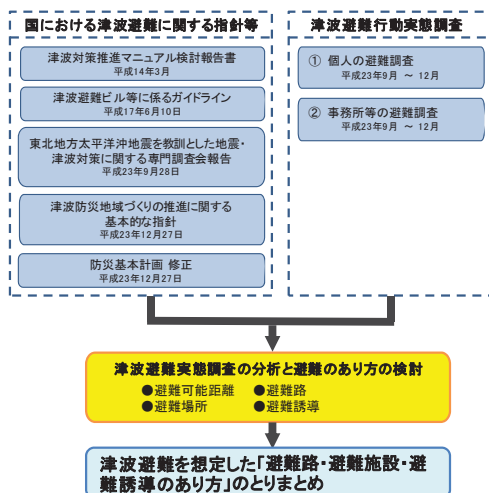 国における津波避難に関する指針等
津波対策推進マニュアル検討報告書
平成14年3月
津波避難ビル等に係るガイドライン
平成17年6月10日
東北地方太平洋沖地震を教訓とした地震・
津波対策に関する専門調査会報告
平成23年9月28日
津波防災地域づくりの推進に関する
基本的な指針
平成23年12月27日
防災基本計画 修正
平成23年12月27日
津波避難行動実態調査
① 個人の避難調査
平成23年9月 ～ 12月
② 事務所等の避難調査
平成23年9月 ～ 12月
津波避難実態調査の分析と避難のあり方の検討
●避難可能距離 ●避難路
●避難場所 ●避難誘導
津波避難を想定した「避難路・避難施設・避
難誘導のあり方」のとりまとめ